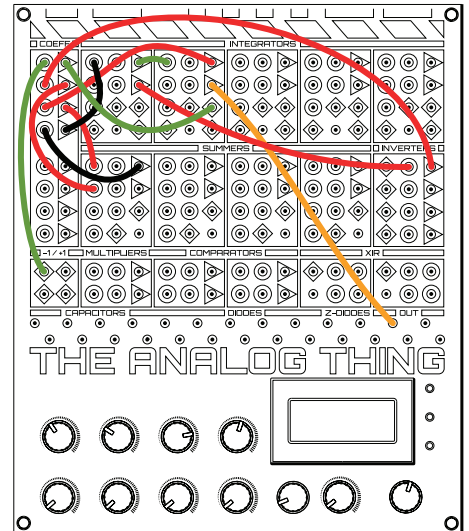 COEFF. INTEGRATORS
SUMMERS INVERTERS
-1/+1 MULTIPLIERS COMPARATORS XIR
CAPACITORS DIODES Z-DIODES OUT
THE ANALOG THING